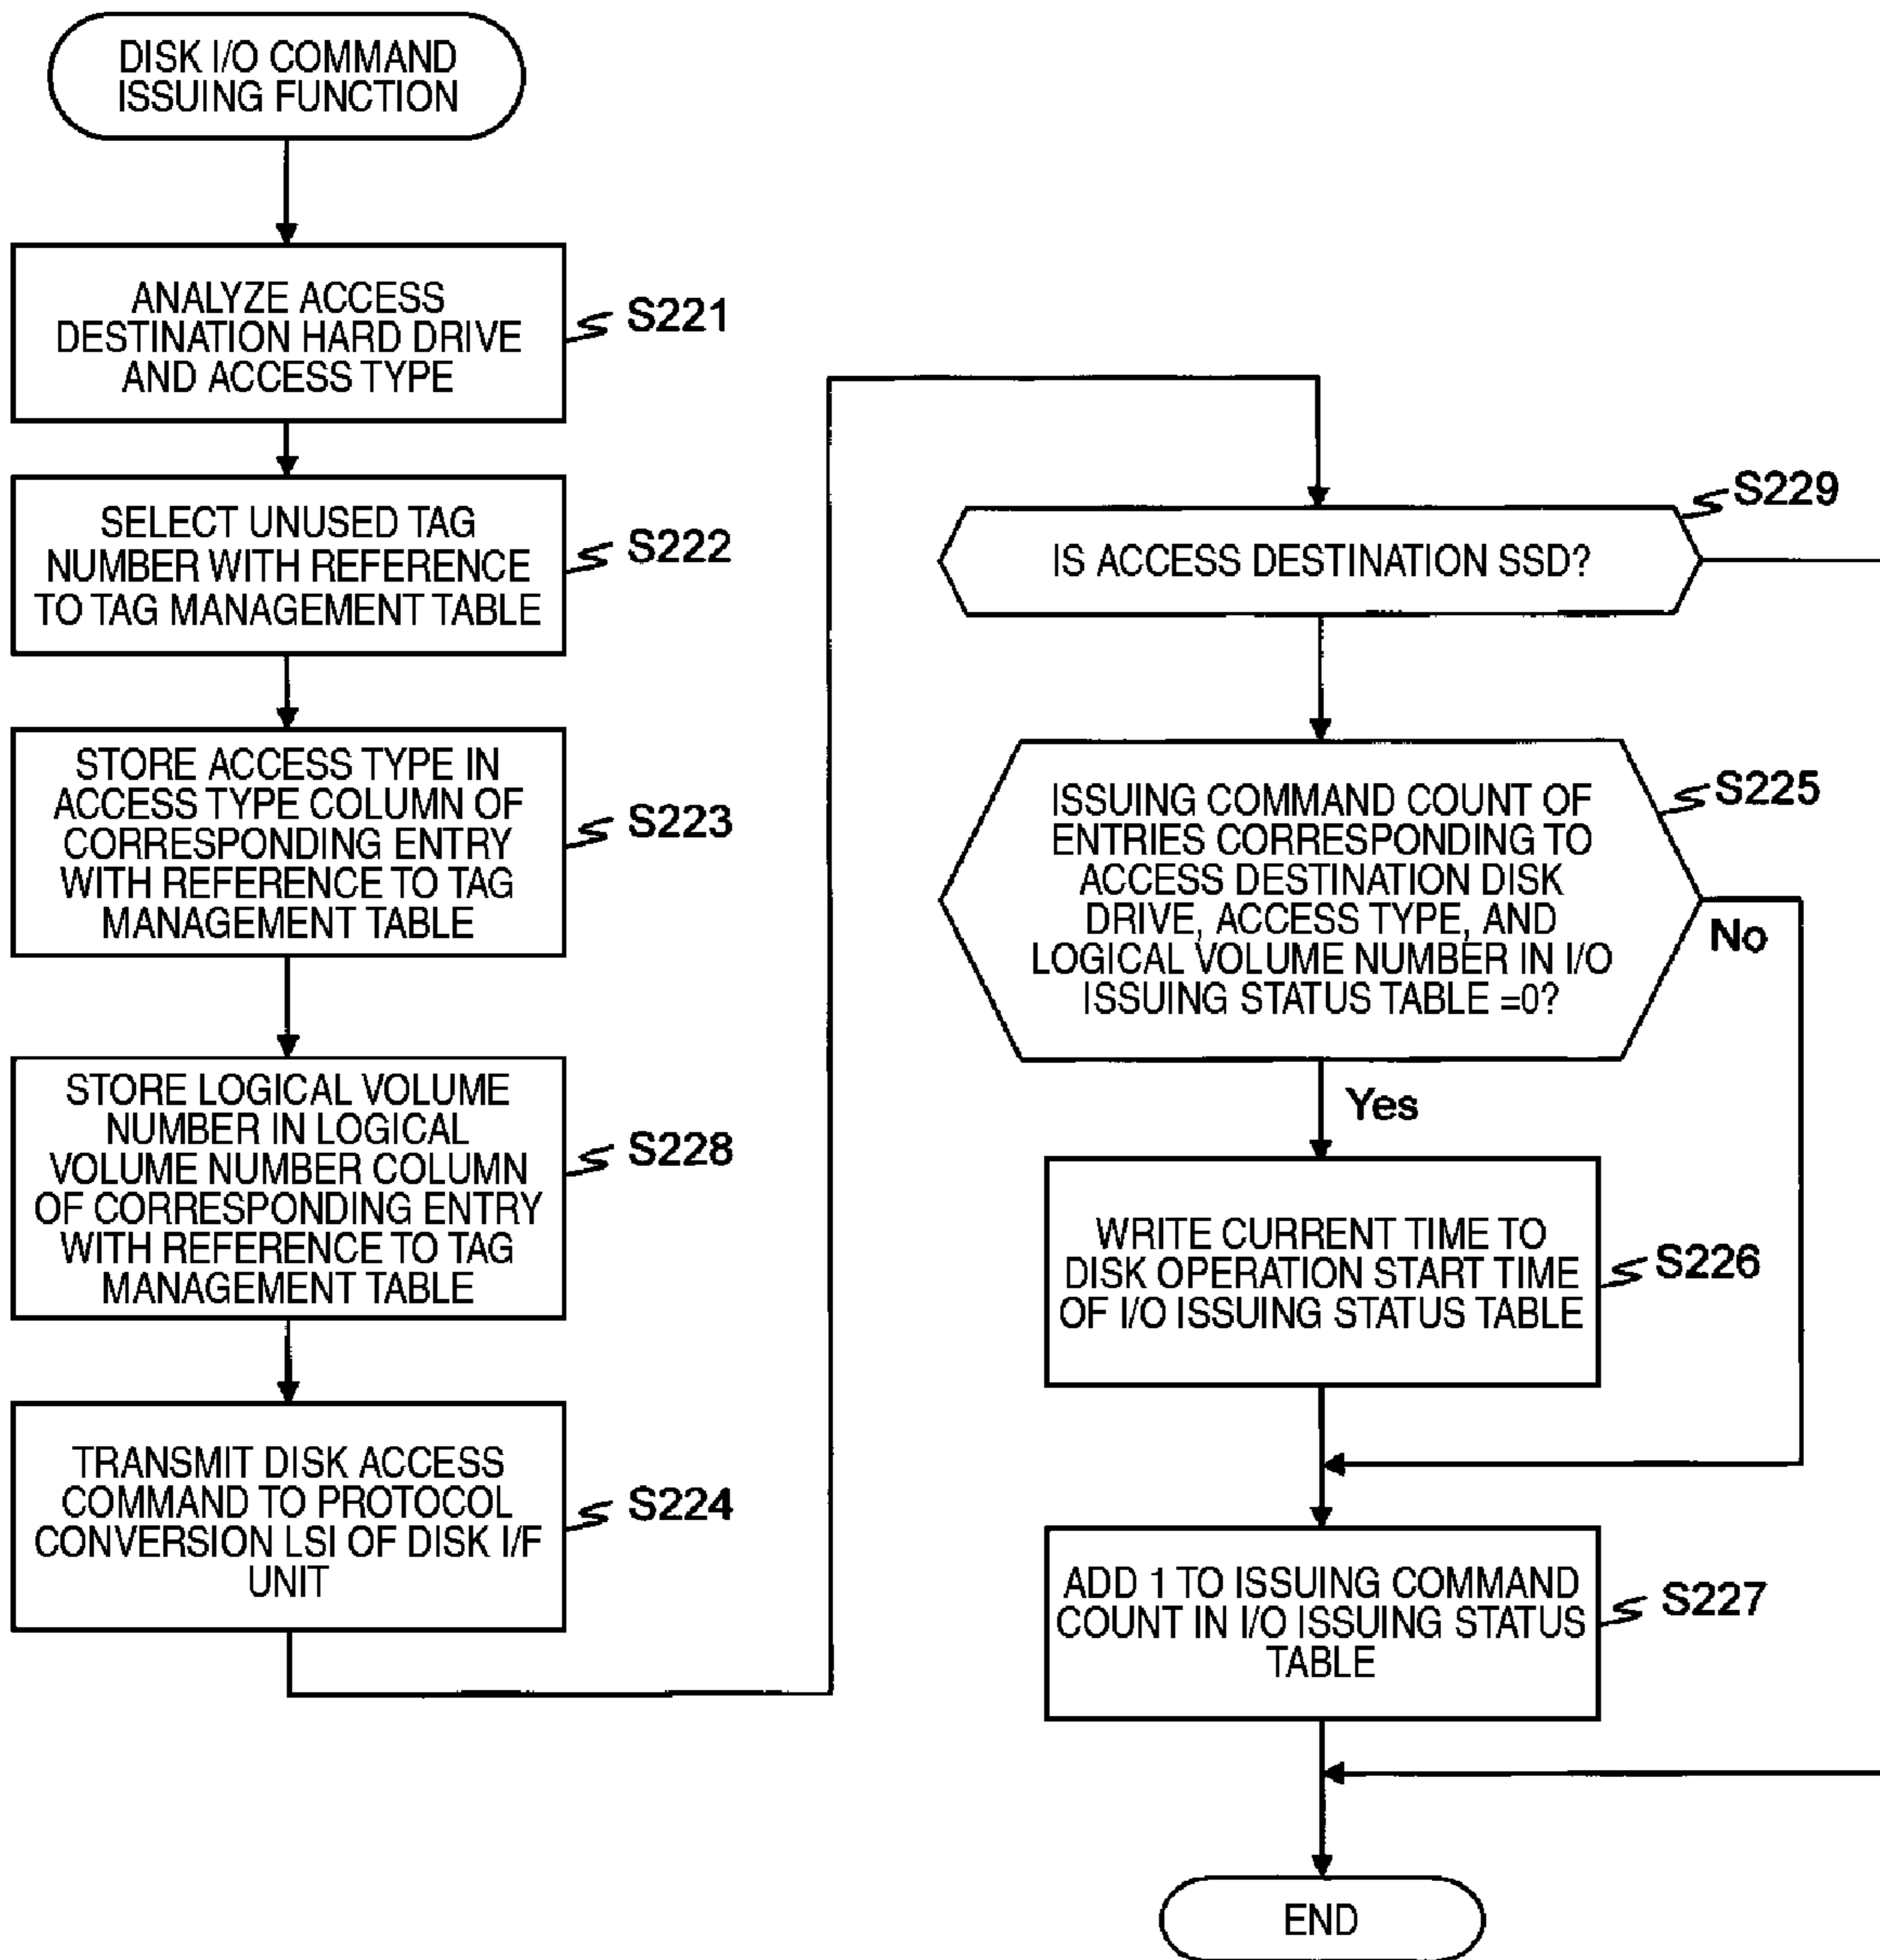 DISK I/O COMMAND
ISSUING FUNCTION
ANALYZE ACCESS
DESTINATION HARD DRIVE
AND ACCESS TYPE
S221
SELECT UNUSED TAG
NUMBER WITH REFERENCE
TO TAG MANAGEMENT TABLE
S222
STORE ACCESS TYPE IN
ACCESS TYPE COLUMN OF
CORRESPONDING ENTRY
WITH REFERENCE TO TAG
MANAGEMENT TABLE
S223
STORE LOGICAL VOLUME
NUMBER IN LOGICAL
VOLUME NUMBER COLUMN
OF CORRESPONDING ENTRY
WITH REFERENCE TO TAG
MANAGEMENT TABLE
S228
TRANSMIT DISK ACCESS
COMMAND TO PROTOCOL
CONVERSION LSI OF DISK I/F
UNIT
S224
S229
IS ACCESS DESTINATION SSD?
ISSUING COMMAND COUNT OF
ENTRIES CORRESPONDING TO
ACCESS DESTINATION DISK
DRIVE, ACCESS TYPE, AND
LOGICAL VOLUME NUMBER IN I/O
ISSUING STATUS TABLE =0?
S225
No
Yes
WRITE CURRENT TIME TO
DISK OPERATION START TIME
OF I/O ISSUING STATUS TABLE
S226
ADD 1 TO ISSUING COMMAND
COUNT IN I/O ISSUING STATUS
TABLE
S227
END